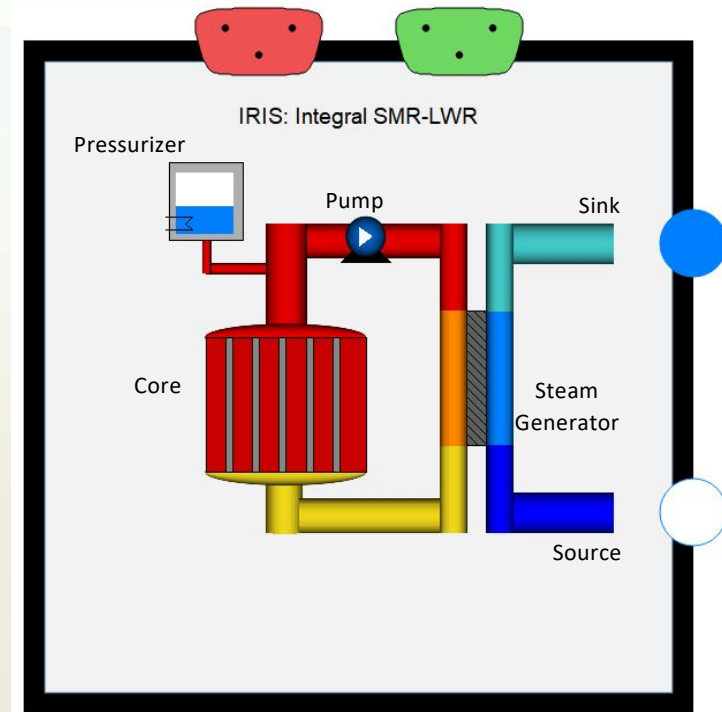 IRIS: Integral SMR-LWR
Pressurizer
Pump
Sink
Core
Steam
Generator
Source